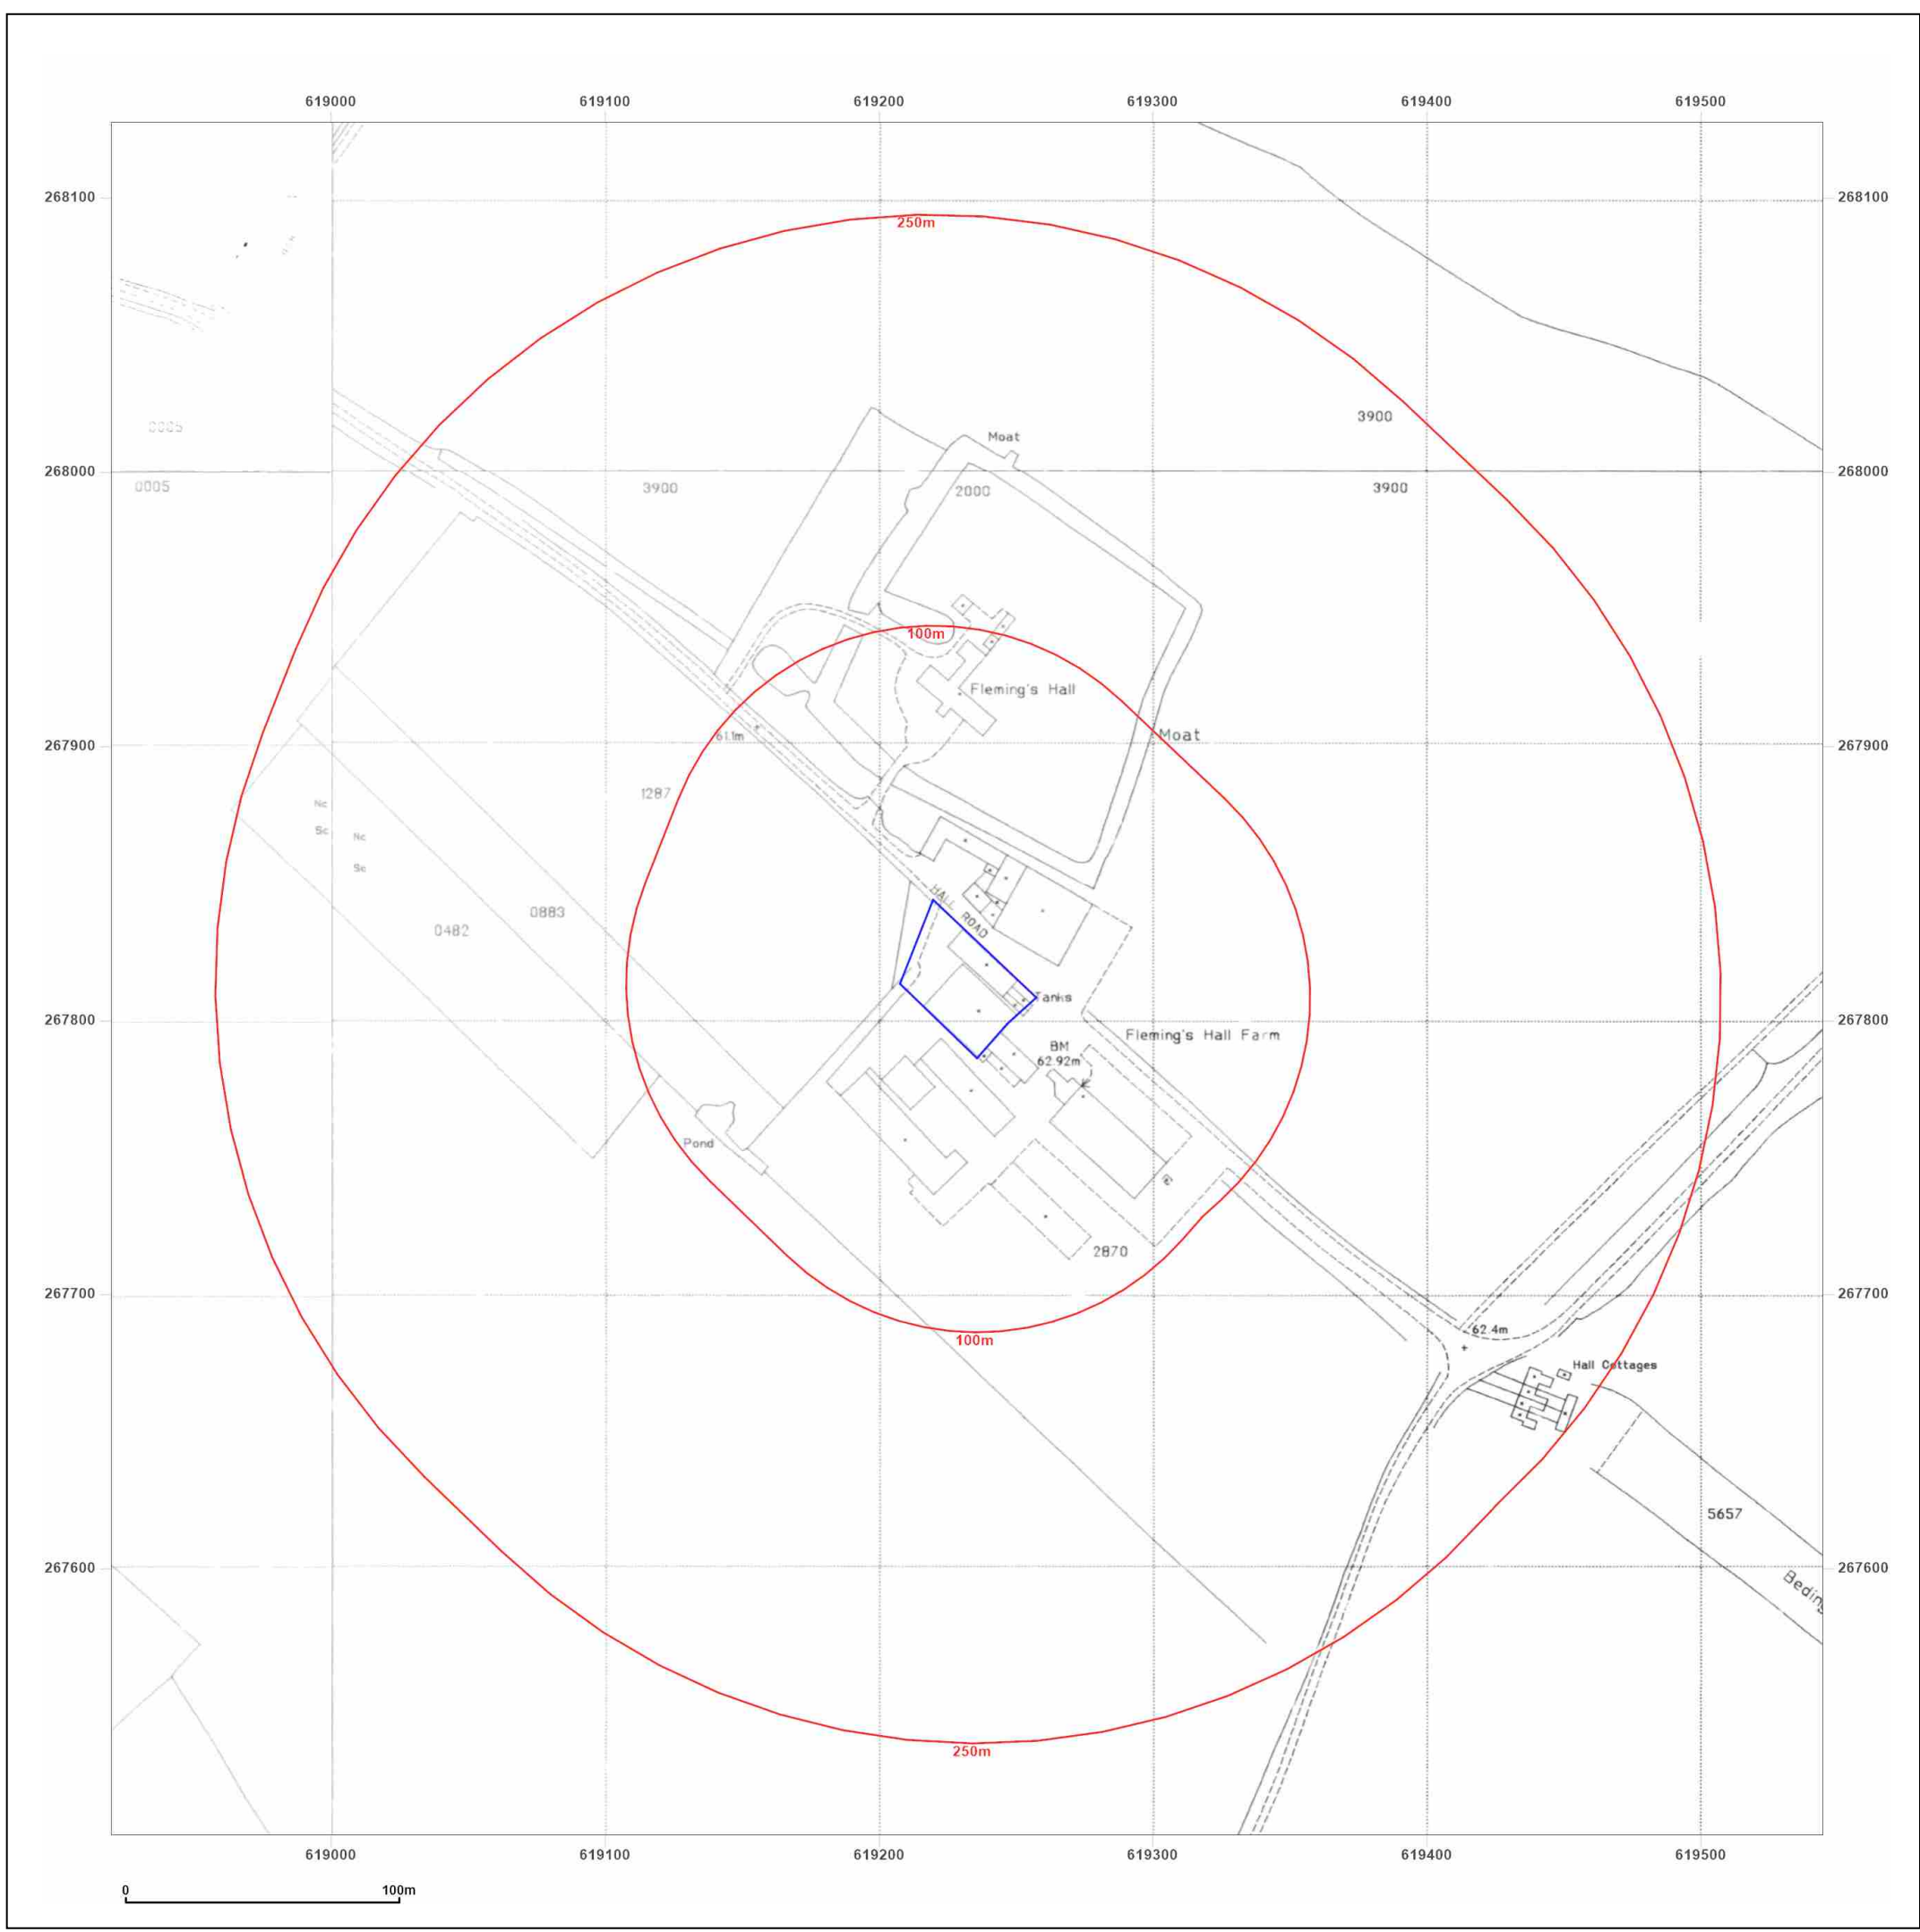 619000 619100 619200 619300 619400 619500
268100 268100
250m
0005 3900
Moat
268000 268000
0005 3900 2000 3900
100m
Fleming's Hall
267900 61.1m Moat 267900
1287
Nc
Sc Nc
Sc
HALL ROAD
0883
0482
Tanks
267800 267800
Fleming's Hall Farm
BM
62.92m
Pond
2870
267700 267700
62.4m
100m
Hall Cottages
5657
267600 267600
Beding
250m
619000 619100 619200 619300 619400 619500
0 100m